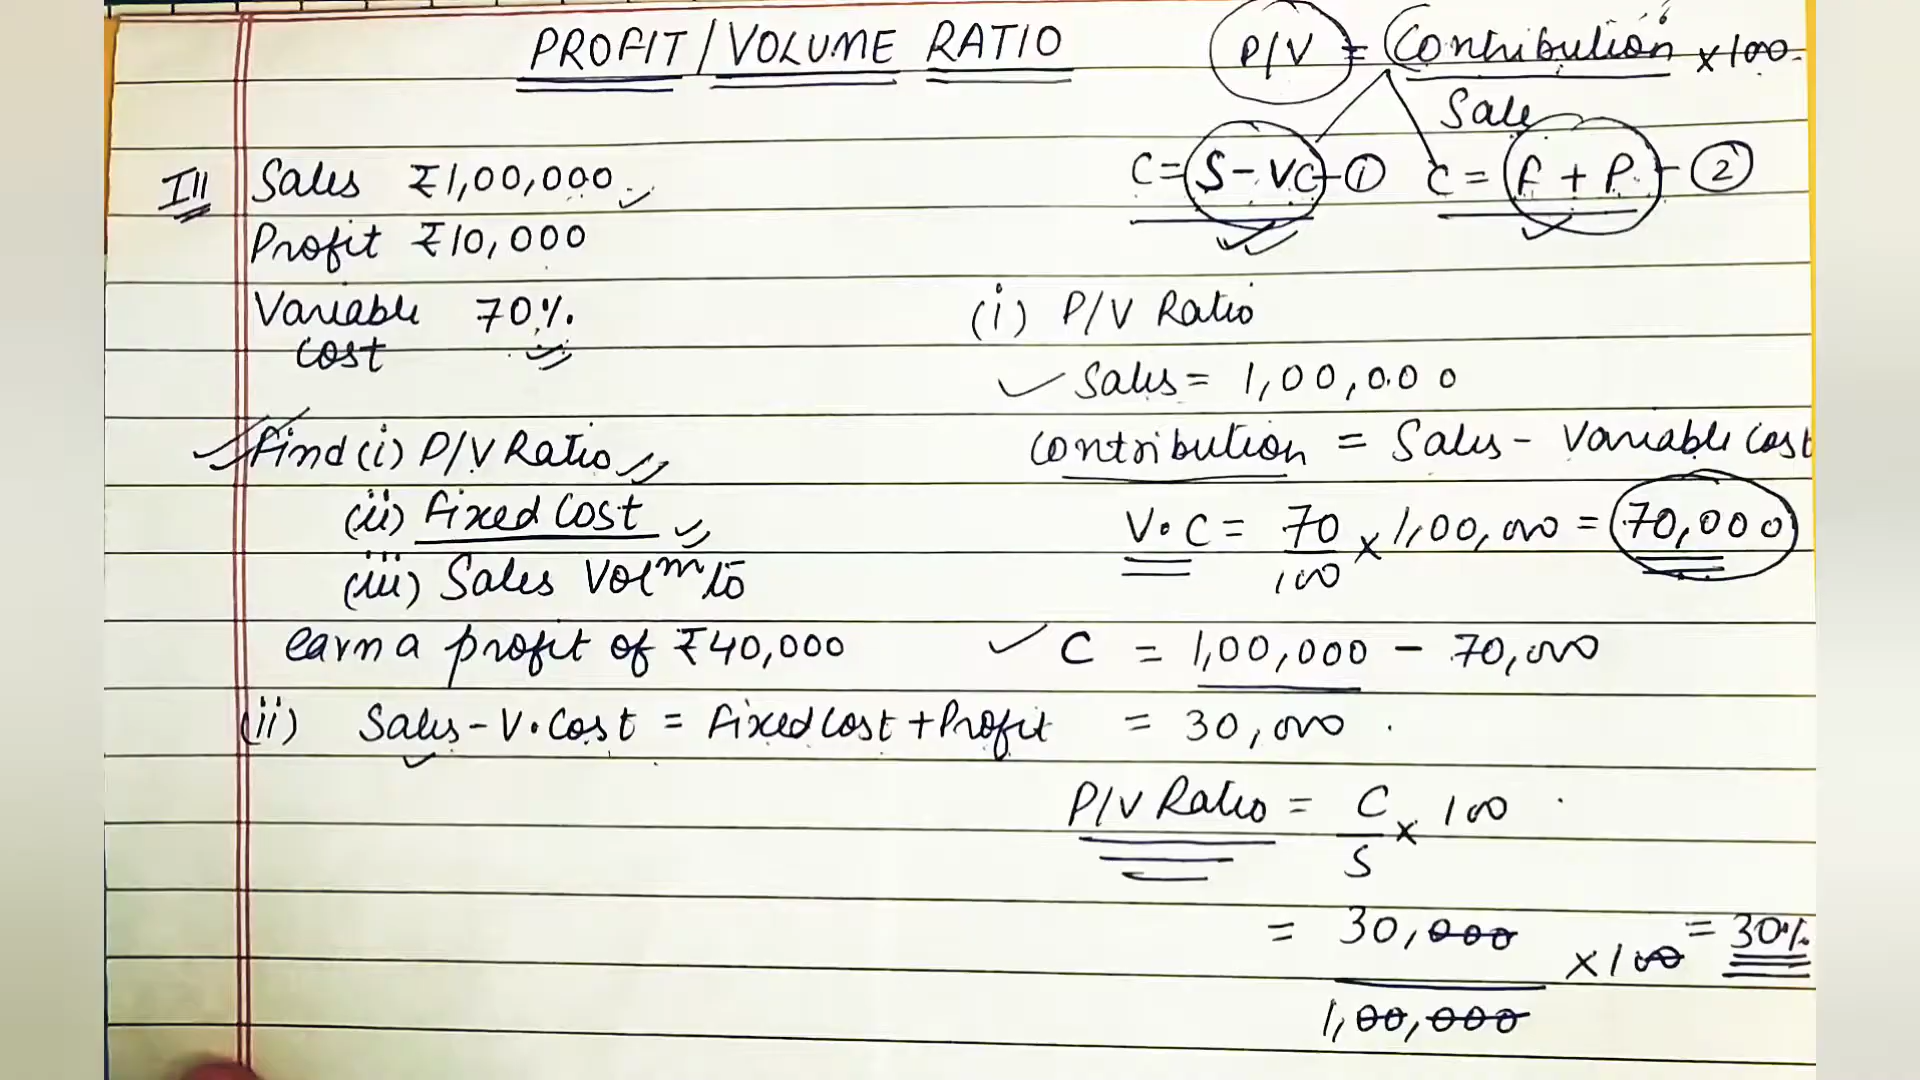 PROFIT/VOLUME RATIO
P/V = Contribution × 100
Sales
C = S - VC - ① C = F + P - ②
Ill Sales ₹1,00,000
Profit ₹10,000
Variable 70%
Cost
Find (i) P/V Ratio
(ii) Fixed Cost
(iii) Sales Volm to
earn a profit of ₹40,000
(ii) Sales - V.Cost = Fixed Cost + Profit
(i) P/V Ratio
Sales = 1,00,000
Contribution = Sales - Variable Cost
V.C = 70 × 1,00,000 = 70,000
100
C = 1,00,000 - 70,000
= 30,000
P/V Ratio = C × 100
S
= 30,000 × 100 = 30%
1,00,000